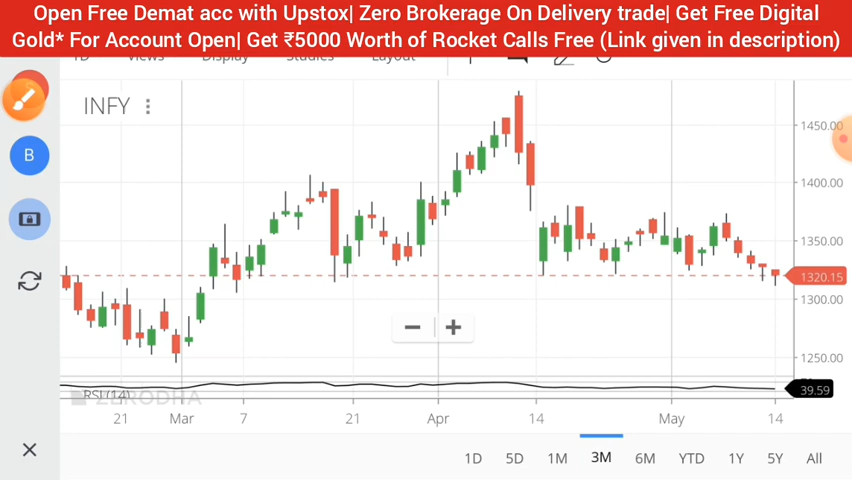 Open Free Demat acc with Upstox| Zero Brokerage On Delivery trade| Get Free Digital
Gold* For Account Open| Get ₹5000 Worth of Rocket Calls Free (Link given in description)
1D Views Display Studies Layout
INFY
B
1450.00
1400.00
1350.00
1320.15
1300.00
1250.00
RSI (14)
39.59
ZERODHA
21 Mar 7 21 Apr 14 May 14
1D 5D 1M 3M 6M YTD 1Y 5Y All